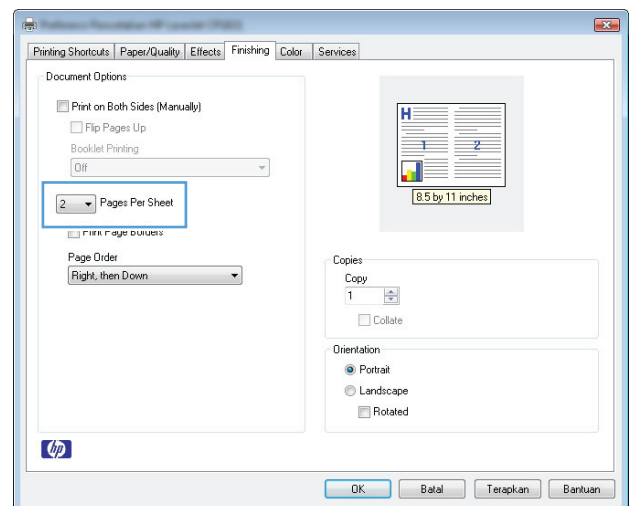 Printing Shortcuts Paper/Quality Effects Finishing Color Services
Document Options
Print on Both Sides (Manually)
Flip Pages Up
Booklet Printing
Off
2 Pages Per Sheet
Print Page Borders
Page Order
Right, then Down
H
1 2
8.5 by 11 inches
Copies
Copy
1
Collate
Orientation
Portrait
Landscape
Rotated
hp
OK Batal Terapkan Bantuan